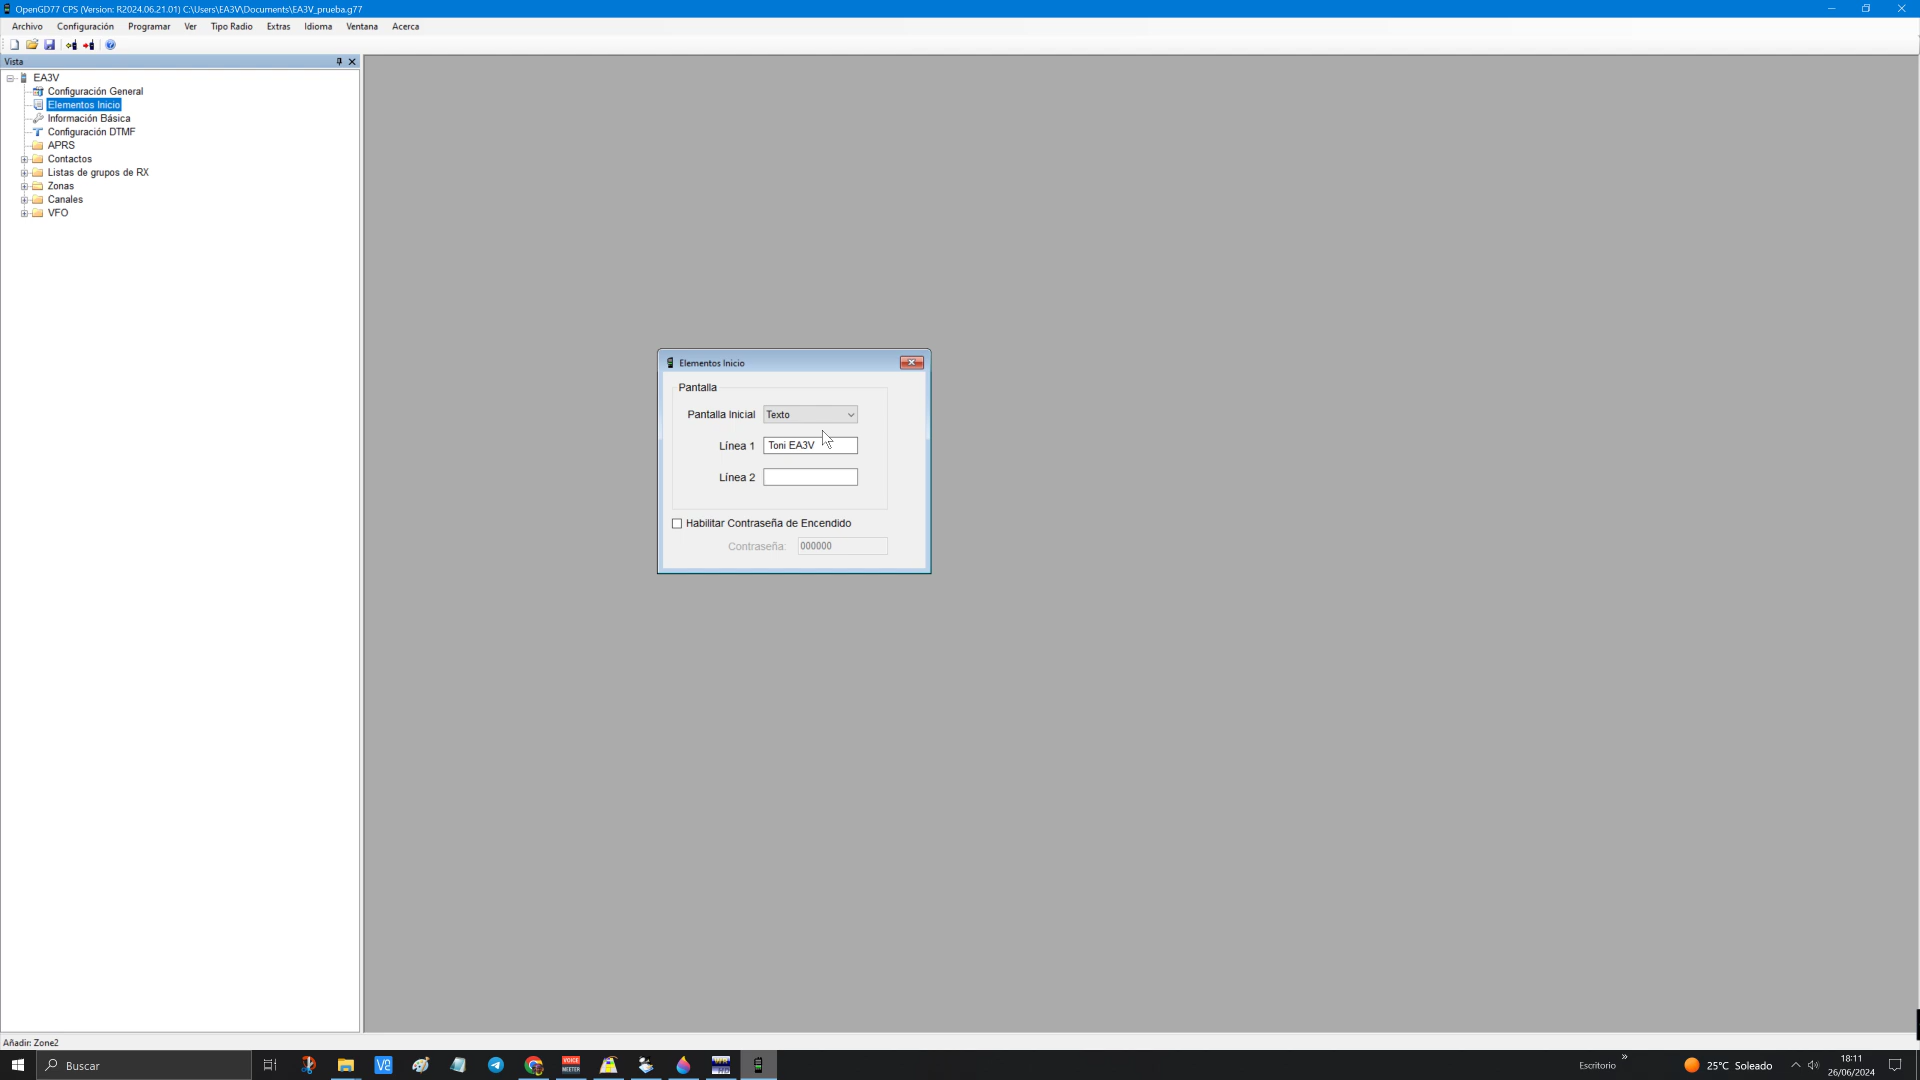 OpenGD77 CPS (Version: R2024.06.21.01) C:\Users\EA3V\Documents\EA3V_prueba.g77
Archivo Configuración Programar Ver Tipo Radio Extras Idioma Ventana Acerca
Vista
EA3V
Configuración General
Elementos Inicio
Información Básica
Configuración DTMF
APRS
Contactos
Listas de grupos de RX
Zonas
Canales
VFO
Elementos Inicio
Pantalla
Pantalla Inicial Texto
Línea 1 Toni EA3V
Línea 2
Habilitar Contraseña de Encendido
Contraseña: 000000
Añadir: Zone2
Buscar
VOICE
MEETER
Escritorio
25°C Soleado
18:11
26/06/2024